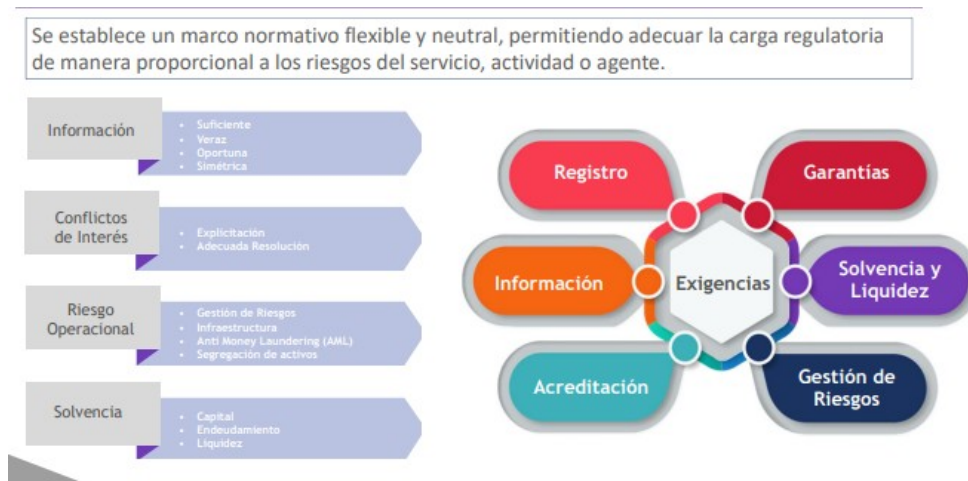 Se establece un marco normativo flexible y neutral, permitiendo adecuar la carga regulatoria
de manera proporcional a los riesgos del servicio, actividad o agente.
Información
• Suficiente
• Veraz
• Oportuna
• Simétrica
Conflictos
de Interés
• Explicitación
• Adecuada Resolución
Riesgo
Operacional
• Gestión de Riesgos
• Infraestructura
• Anti Money Laundering (AML)
• Segregación de activos
Solvencia
• Capital
• Endeudamiento
• Liquidez
Registro
Garantías
Información
Exigencias
Solvencia y
Liquidez
Acreditación
Gestión de
Riesgos